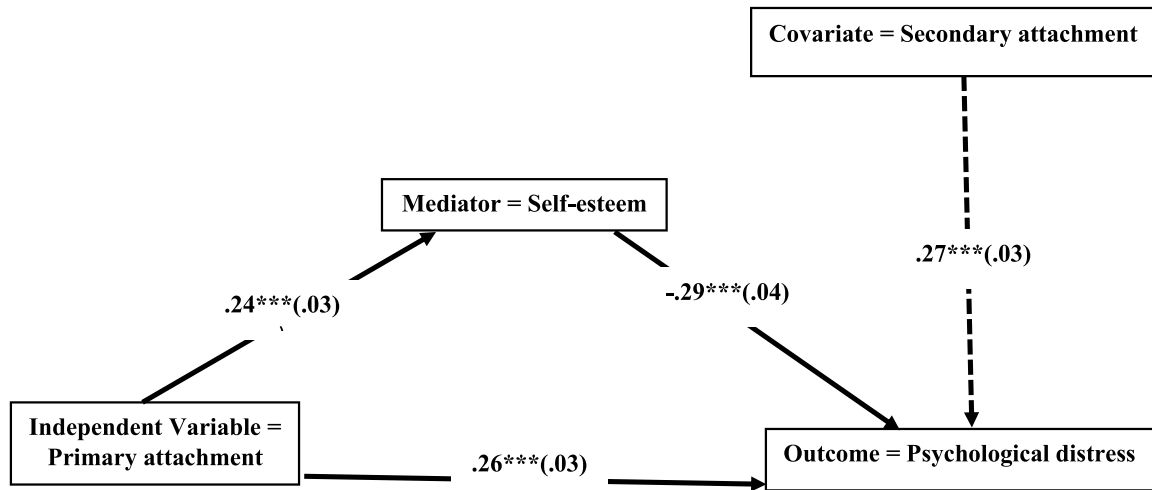 Covariate = Secondary attachment
Mediator = Self-esteem
.27***(.03)
-.29***(.04)
.24***(.03)
Independent Variable =
Primary attachment
.26***(.03)
Outcome = Psychological distress